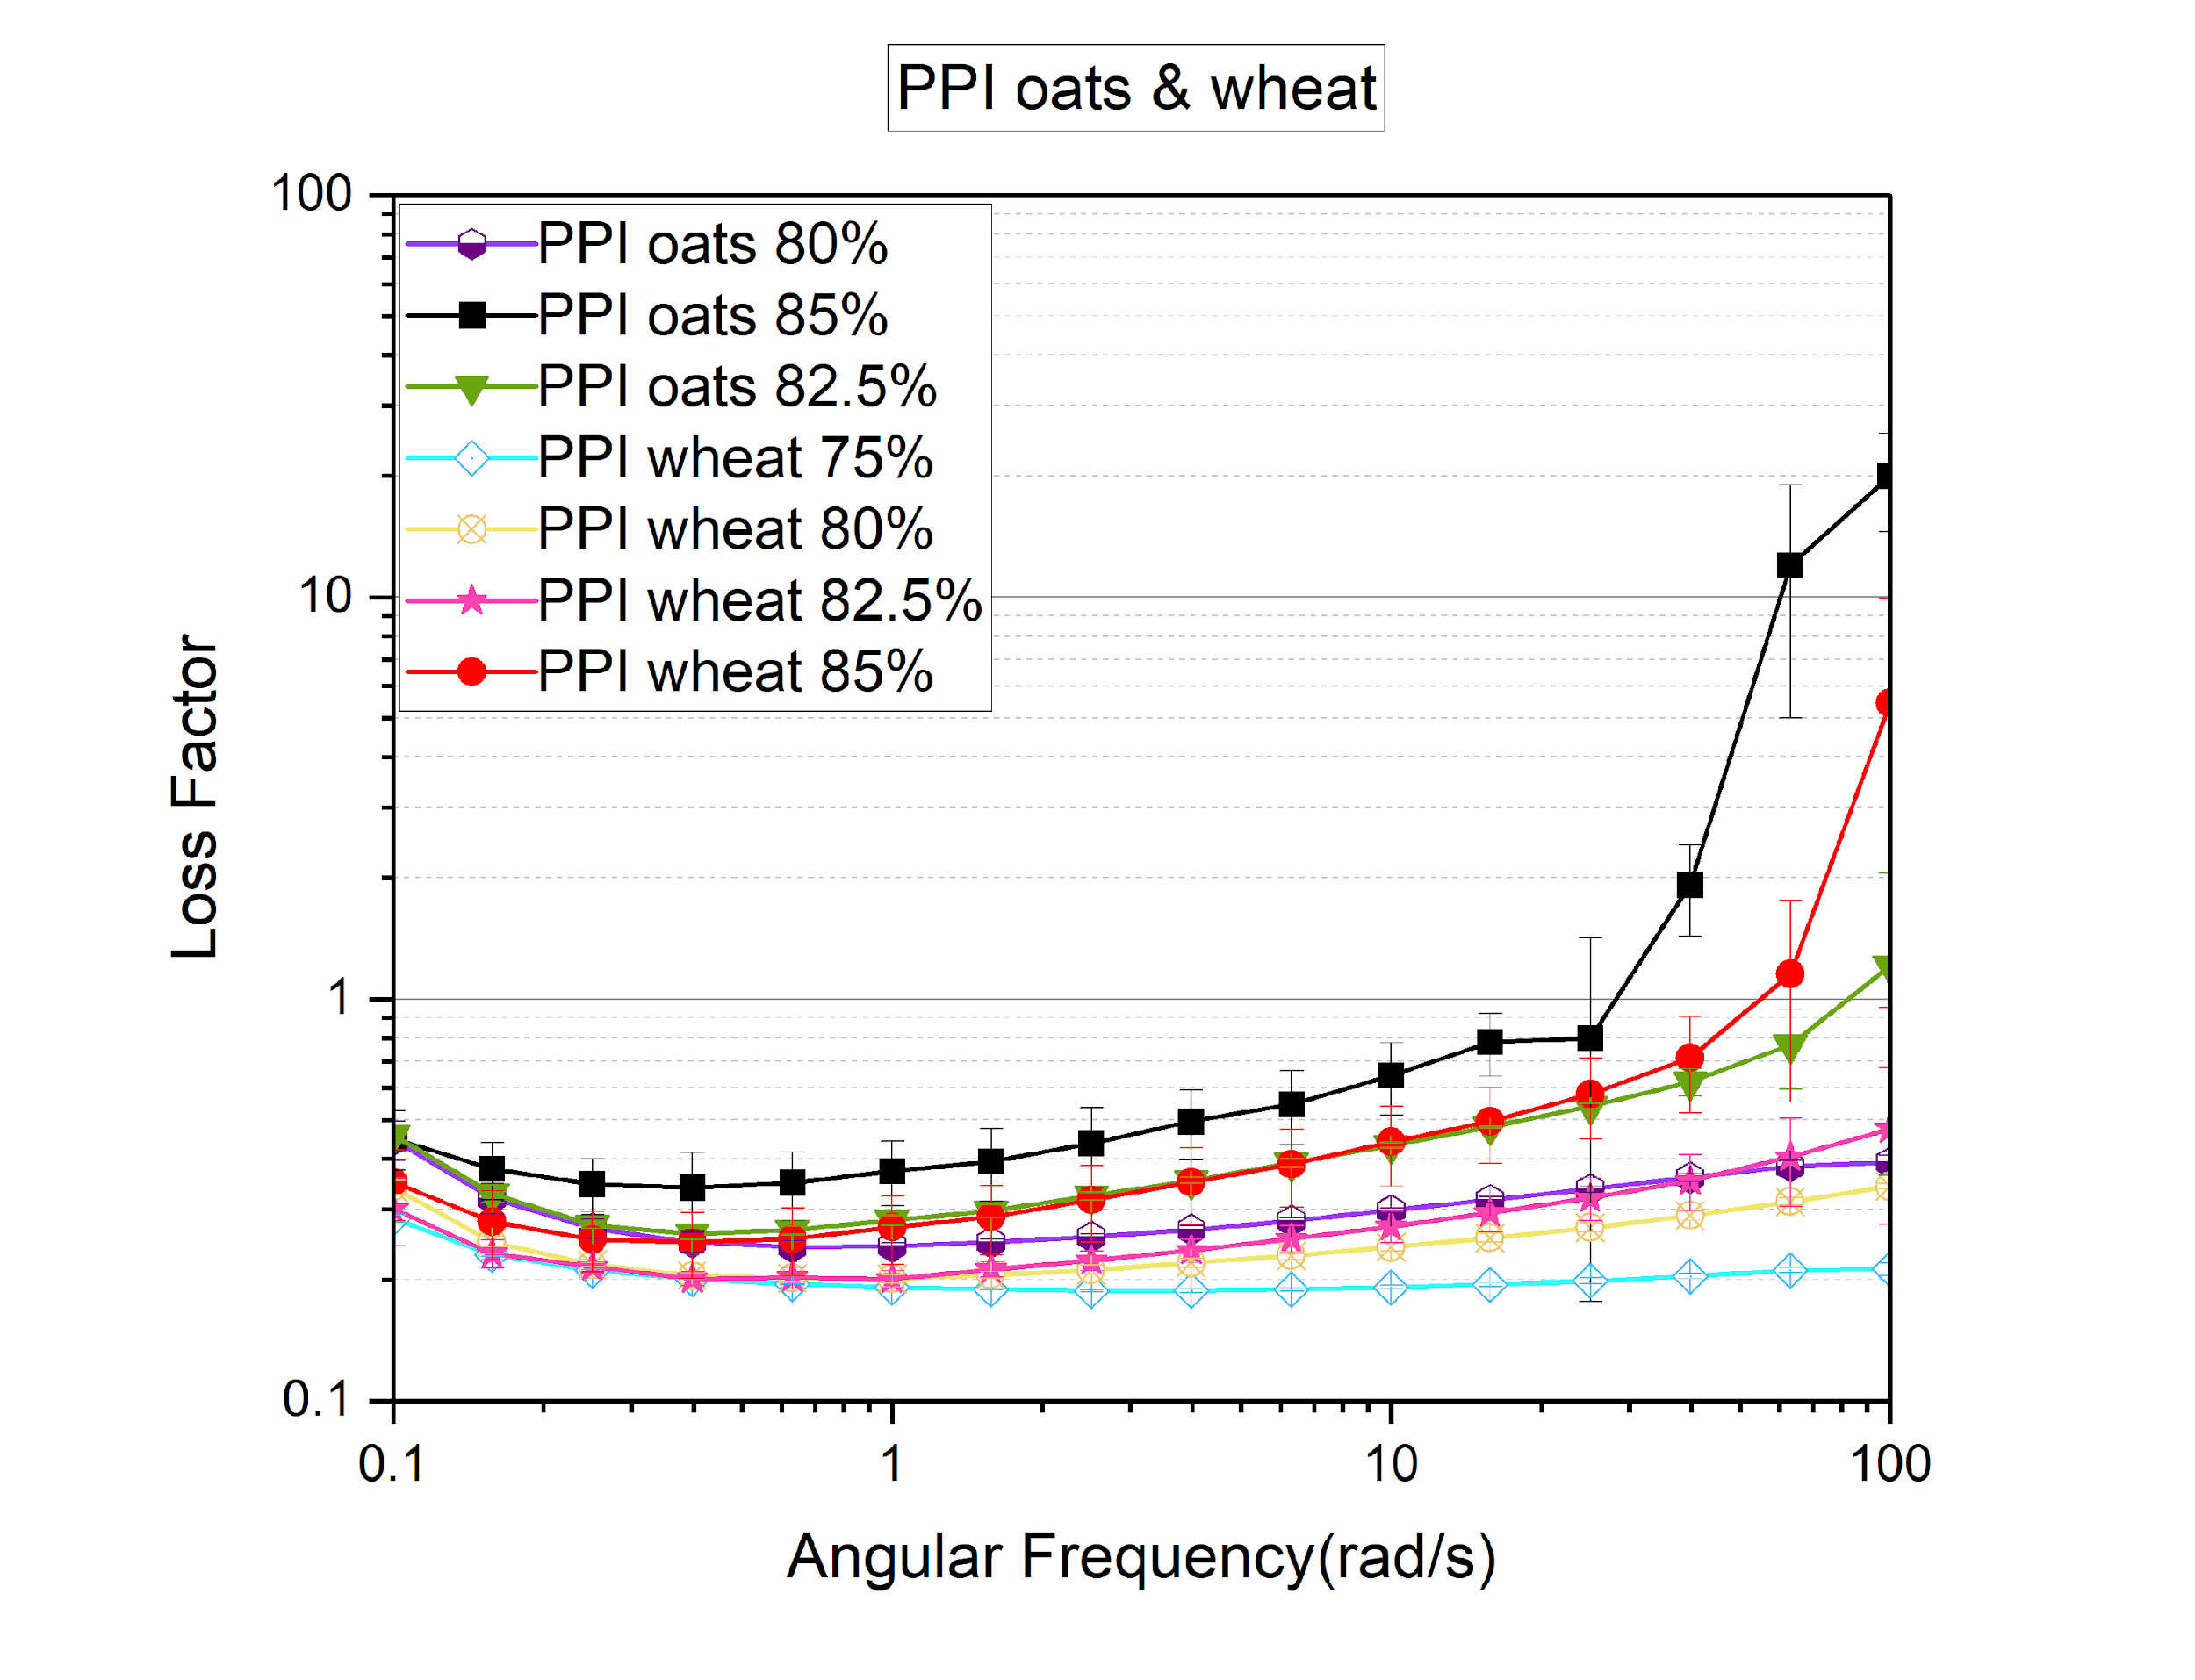 PPI oats & wheat
100
10
1
0.1
PPI oats 80%
PPI oats 85%
PPI oats 82.5%
PPI wheat 75%
PPI wheat 80%
PPI wheat 82.5%
PPI wheat 85%
Loss Factor
0.1
1
10
100
Angular Frequency(rad/s)